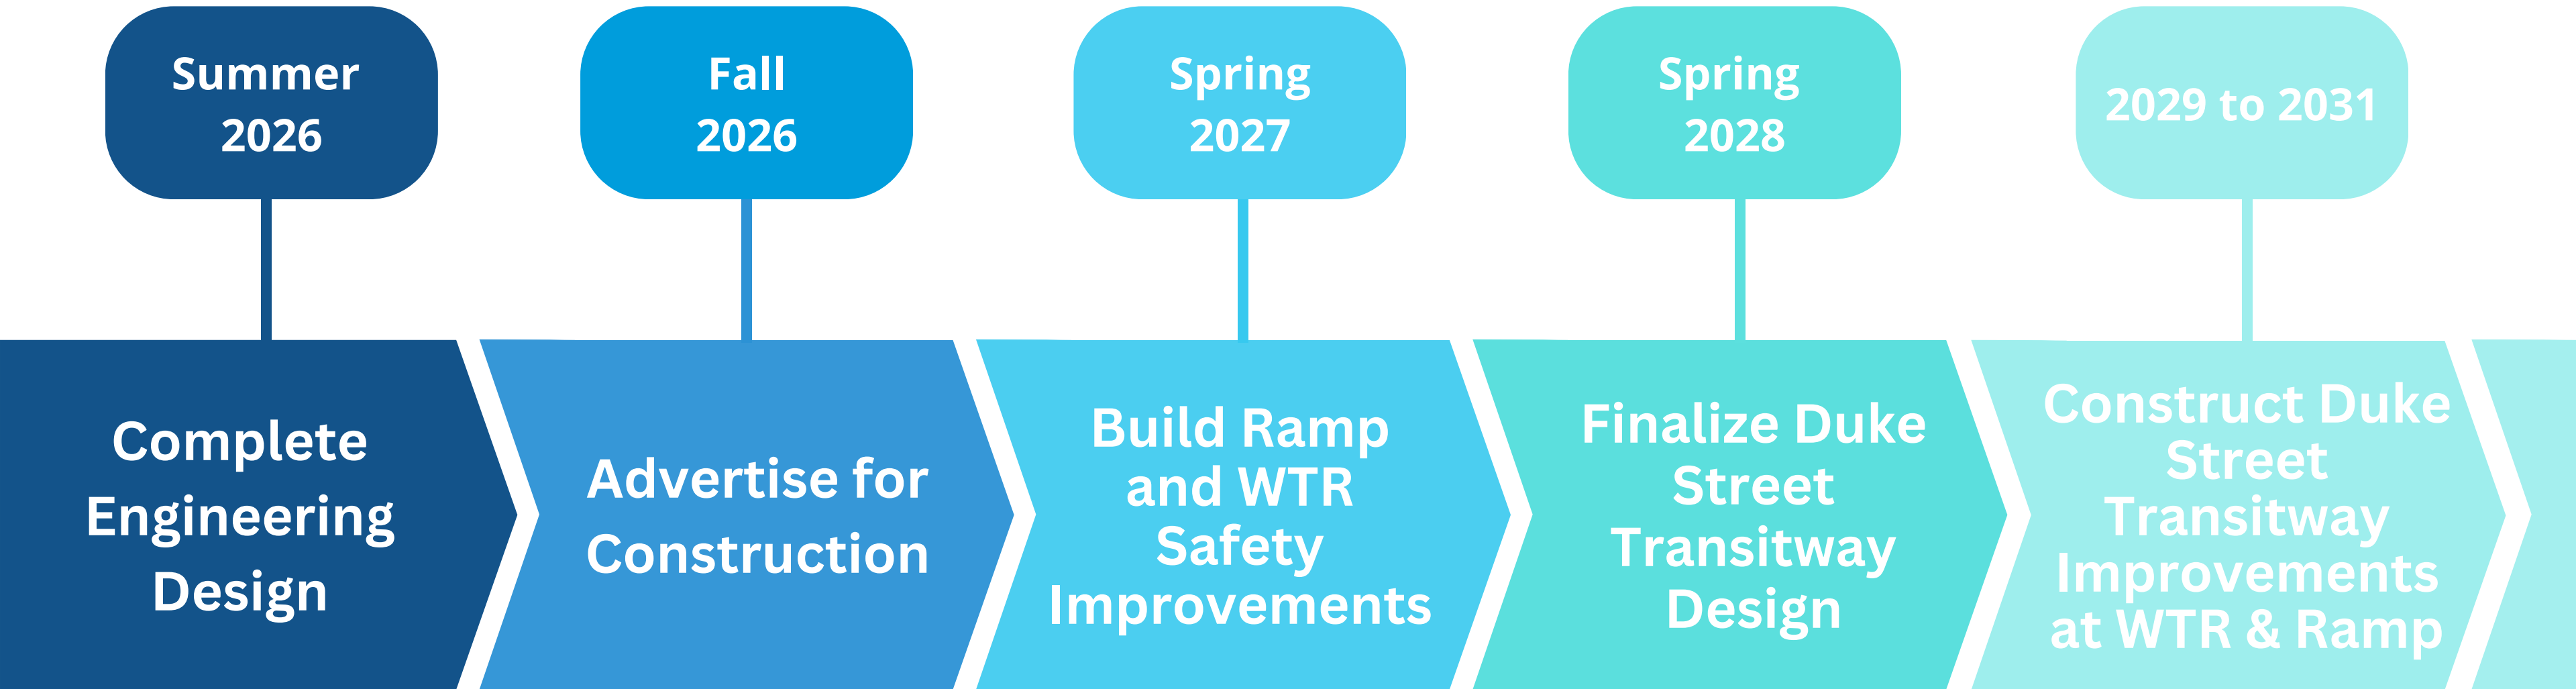 Summer
2026
Fall
2026
Spring
2027
Spring
2028
2029 to 2031
Complete
Engineering
Design
Advertise for
Construction
Build Ramp
and WTR
Safety
Improvements
Finalize Duke
Street
Transitway
Design
Construct Duke
Street
Transitway
Improvements
at WTR & Ramp